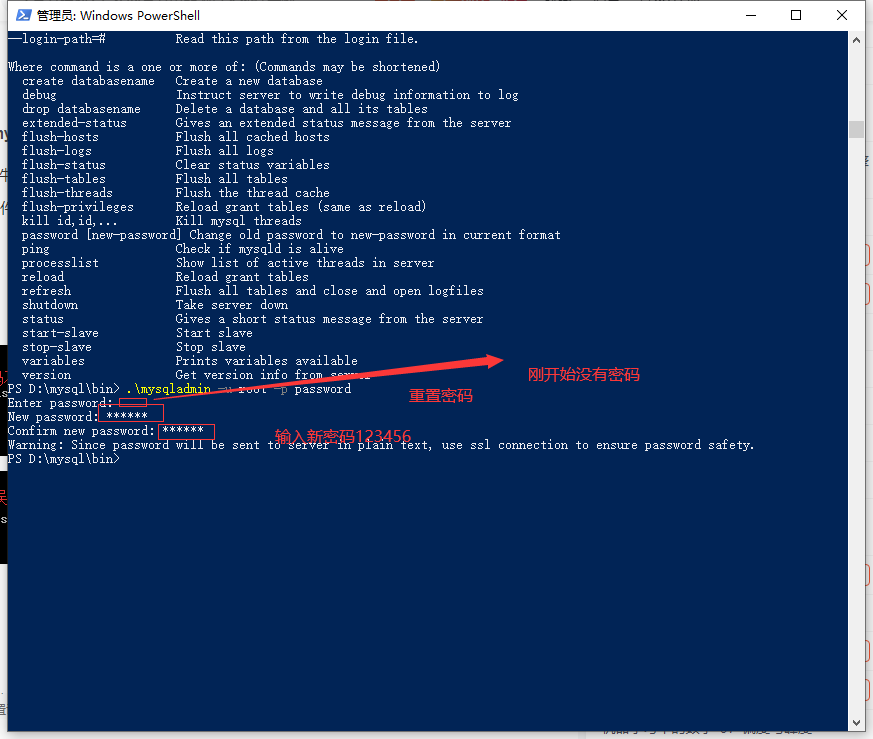 管理员: Windows PowerShell
--login-path=# Read this path from the login file.
Where command is a one or more of: (Commands may be shortened)
create databasename Create a new database
debug Instruct server to write debug information to log
drop databasename Delete a database and all its tables
extended-status Gives an extended status message from the server
flush-hosts Flush all cached hosts
flush-logs Flush all logs
flush-status Clear status variables
flush-tables Flush all tables
flush-threads Flush the thread cache
flush-privileges Reload grant tables (same as reload)
kill id,id,... Kill mysql threads
password [new-password] Change old password to new-password in current format
ping Check if mysqld is alive
processlist Show list of active threads in server
reload Reload grant tables
refresh Flush all tables and close and open logfiles
shutdown Take server down
status Gives a short status message from the server
start-slave Start slave
stop-slave Stop slave
variables Prints variables available
version Get version info from server
刚开始没有密码
PS D:\mysql\bin> .\mysqladmin -u root -p password
重置密码
Enter password:
New password: ******
Confirm new password: ******
输入新密码123456
Warning: Since password will be sent to server in plain text, use ssl connection to ensure password safety.
PS D:\mysql\bin>